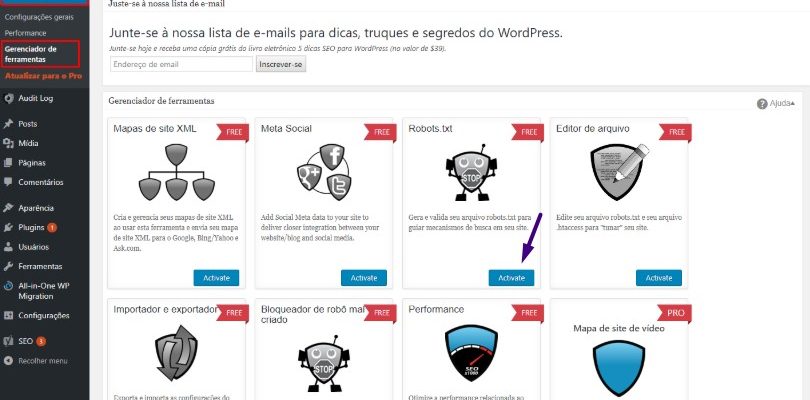 Juste-se à nossa lista de e-mail
Junte-se à nossa lista de e-mails para dicas, truques e segredos do WordPress.
Junte-se hoje e receba uma cópia grátis do livro eletrônico 5 dicas SEO para WordPress (no valor de $39).
Endereço de email
Inscrever-se
Configurações gerais
Performance
Gerenciador de
ferramentas
Atualizar para o Pro
Audit Log
Posts
Mídia
Páginas
Comentários
Aparência
Plugins 1
Usuários
Ferramentas
All-in-One WP
Migration
Configurações
SEO 3
Recolher menu
Gerenciador de ferramentas
Ajuda
Mapas de site XML
FREE
Cria e gerencia seus mapas de site XML
ao usar esta ferramenta e envia seu mapa
de site XML para o Google, Bing/Yahoo e
Ask.com.
Activate
Meta Social
FREE
Add Social Meta data to your site to
deliver closer integration between your
website/blog and social media.
Activate
Robots.txt
FREE
STOP
Gera e valida seu arquivo robots.txt para
guiar mecanismos de busca em seu site.
Activate
Editor de arquivo
FREE
Edite seu arquivo robots.txt e seu arquivo
.htaccess para "tunar" seu site.
Activate
Importador e exportador
FREE
Exporta e importa as configurações do
Bloqueador de robô mal
criado
FREE
STOP
Performance
FREE
SEO
Otimize a performance relacionada ao
PRO
Mapa de site de vídeo